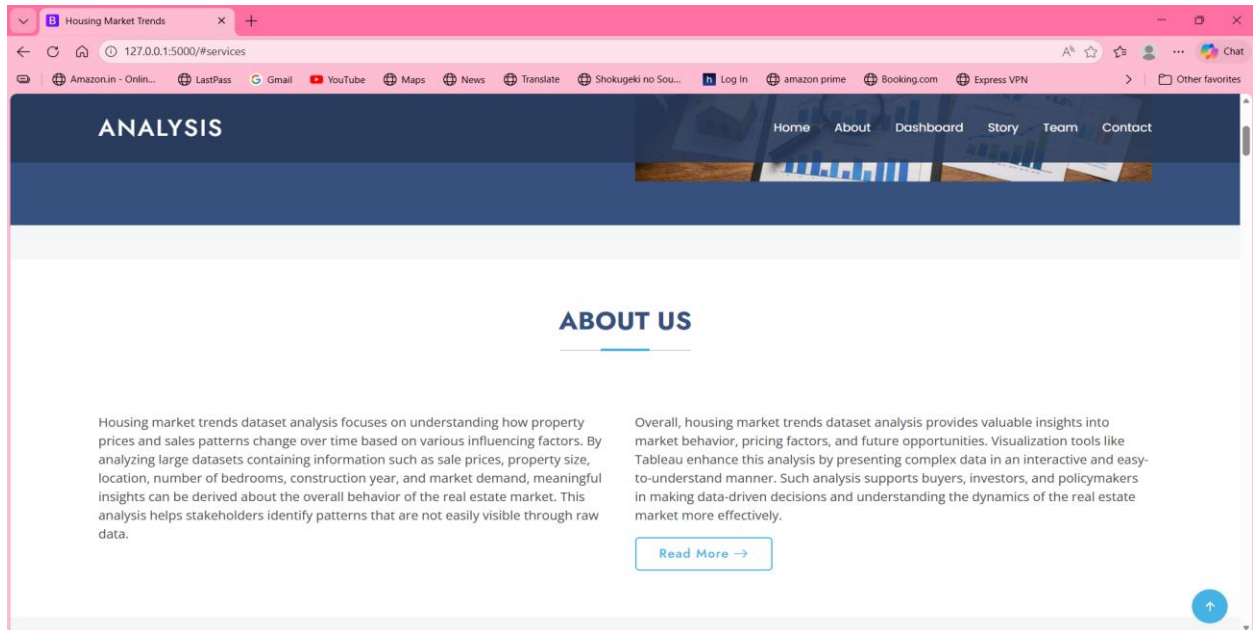 Housing Market Trends
127.0.0.1:5000/#services
Chat
Amazon.in - Onlin...
LastPass
Gmail
YouTube
Maps
News
Translate
Shokugeki no Sou...
Log In
amazon prime
Booking.com
Express VPN
Other favorites
ANALYSIS
Home
About
Dashboard
Story
Team
Contact
ABOUT US
Housing market trends dataset analysis focuses on understanding how property
prices and sales patterns change over time based on various influencing factors. By
analyzing large datasets containing information such as sale prices, property size,
location, number of bedrooms, construction year, and market demand, meaningful
insights can be derived about the overall behavior of the real estate market. This
analysis helps stakeholders identify patterns that are not easily visible through raw
data.
Overall, housing market trends dataset analysis provides valuable insights into
market behavior, pricing factors, and future opportunities. Visualization tools like
Tableau enhance this analysis by presenting complex data in an interactive and easy-
to-understand manner. Such analysis supports buyers, investors, and policymakers
in making data-driven decisions and understanding the dynamics of the real estate
market more effectively.
Read More →